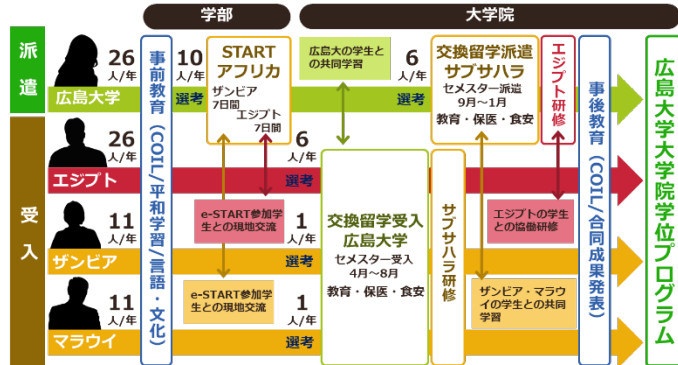 学部
大学院
派遣
26
人/年
広島大学
事前教育（COIL/平和学習/言語・文化）
10
人/年
選考
START
アフリカ
ザンビア
7日間
エジプト
7日間
広島大の学生と
の共同学習
6
人/年
選考
交換留学派遣
サブサハラ
セメスター派遣
9月～1月
教育・保医・食安
エジプト研修
事後教育（COIL/合同成果発表）
広島大学大学院学位プログラム
受入
26
人/年
エジプト
6
人/年
選考
e-START参加学
生との現地交流
交換留学受入
広島大学
セメスター受入
4月～8月
教育・保医・食安
サブサハラ研修
エジプトの学生
との協働研修
11
人/年
ザンビア
1
人/年
選考
e-START参加学
生との現地交流
ザンビア・マラウ
イの学生との共同
学習
11
人/年
マラウイ
1
人/年
選考